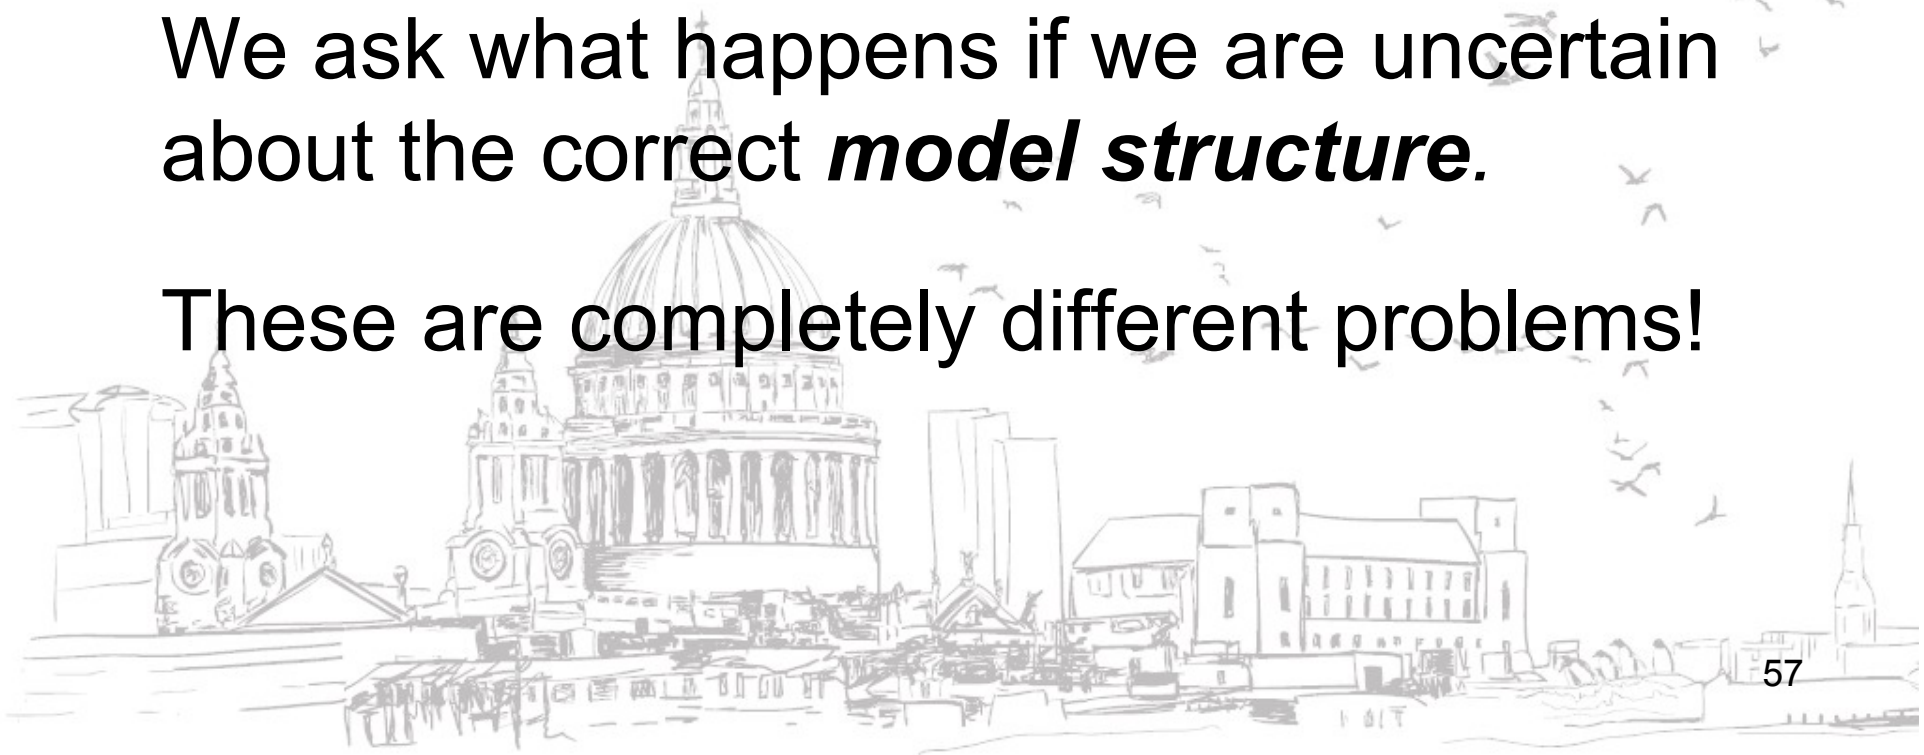 We ask what happens if we are uncertain
about the correct model structure.
These are completely different problems!
57